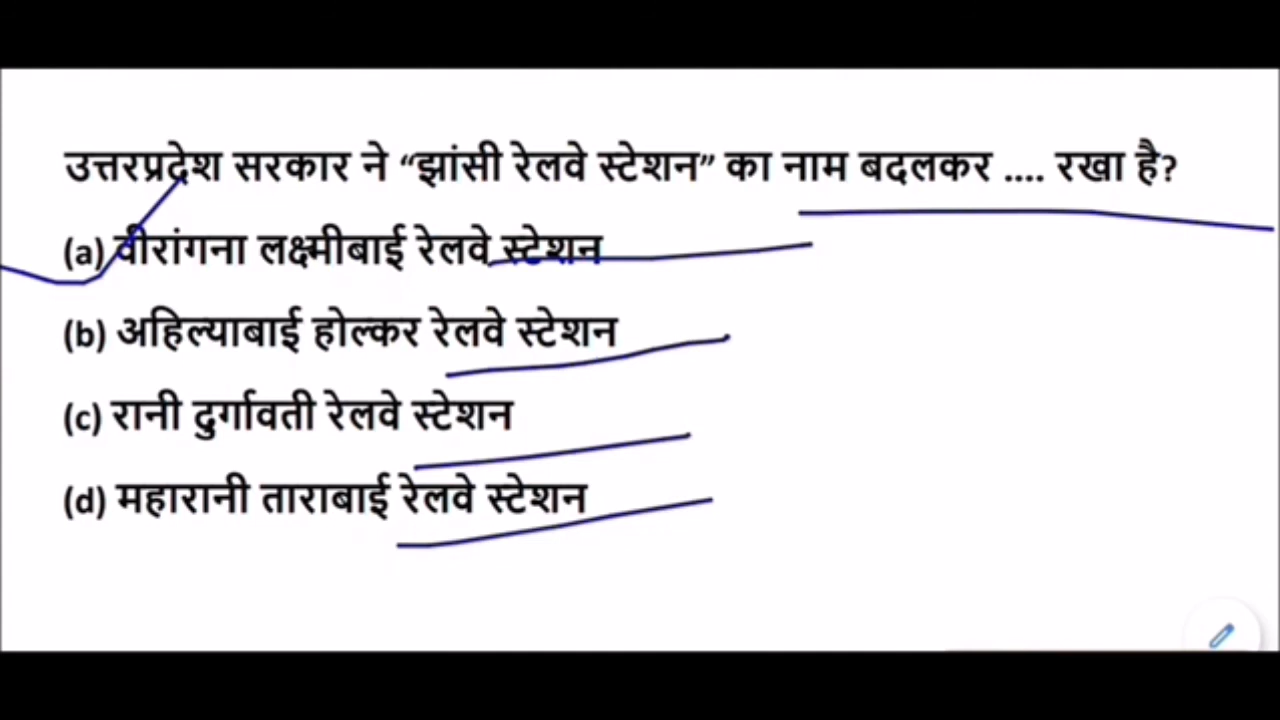 उत्तरप्रदेश सरकार ने “झांसी रेलवे स्टेशन” का नाम बदलकर .... रखा है?
(a) वीरांगना लक्ष्मीबाई रेलवे स्टेशन
(b) अहिल्याबाई होल्कर रेलवे स्टेशन
(c) रानी दुर्गावती रेलवे स्टेशन
(d) महारानी ताराबाई रेलवे स्टेशन